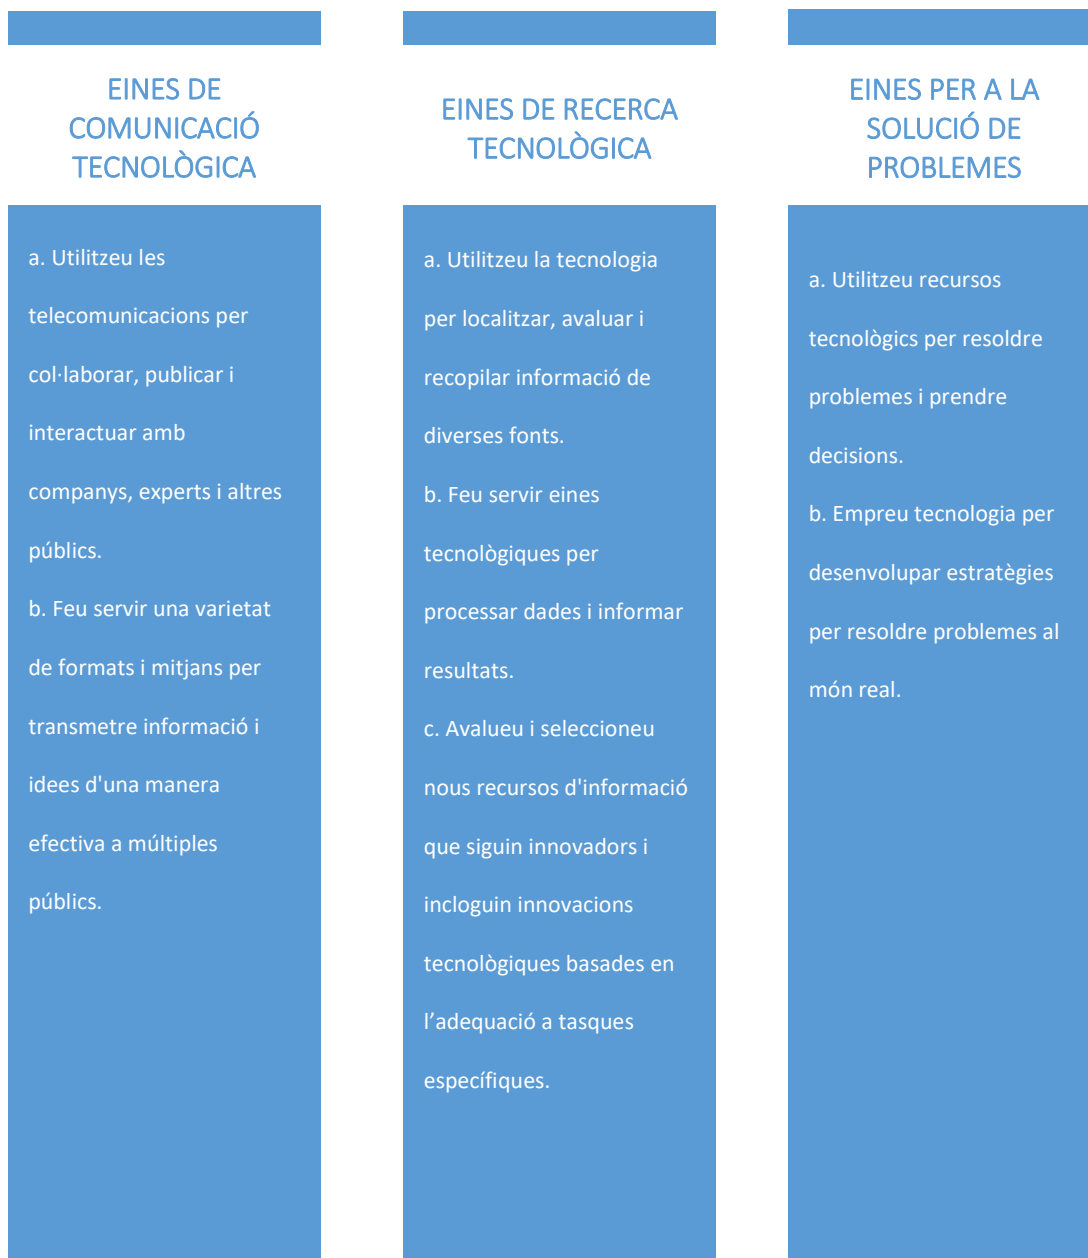 EINES DE
COMUNICACIÓ
TECNOLÒGICA
a. Utilitzeu les
telecomunicacions per
col·laborar, publicar i
interactuar amb
companys, experts i altres
públics.
b. Feu servir una varietat
de formats i mitjans per
transmetre informació i
idees d'una manera
efectiva a múltiples
públics.
EINES DE RECERCA
TECNOLÒGICA
a. Utilitzeu la tecnologia
per localitzar, avaluar i
recopilar informació de
diverses fonts.
b. Feu servir eines
tecnològiques per
processar dades i informar
resultats.
c. Avalueu i seleccioneu
nous recursos d'informació
que siguin innovadors i
incloguin innovacions
tecnològiques basades en
l’adequació a tasques
específiques.
EINES PER A LA
SOLUCIÓ DE
PROBLEMES
a. Utilitzeu recursos
tecnològics per resoldre
problemes i prendre
decisions.
b. Empreu tecnologia per
desenvolupar estratègies
per resoldre problemes al
món real.